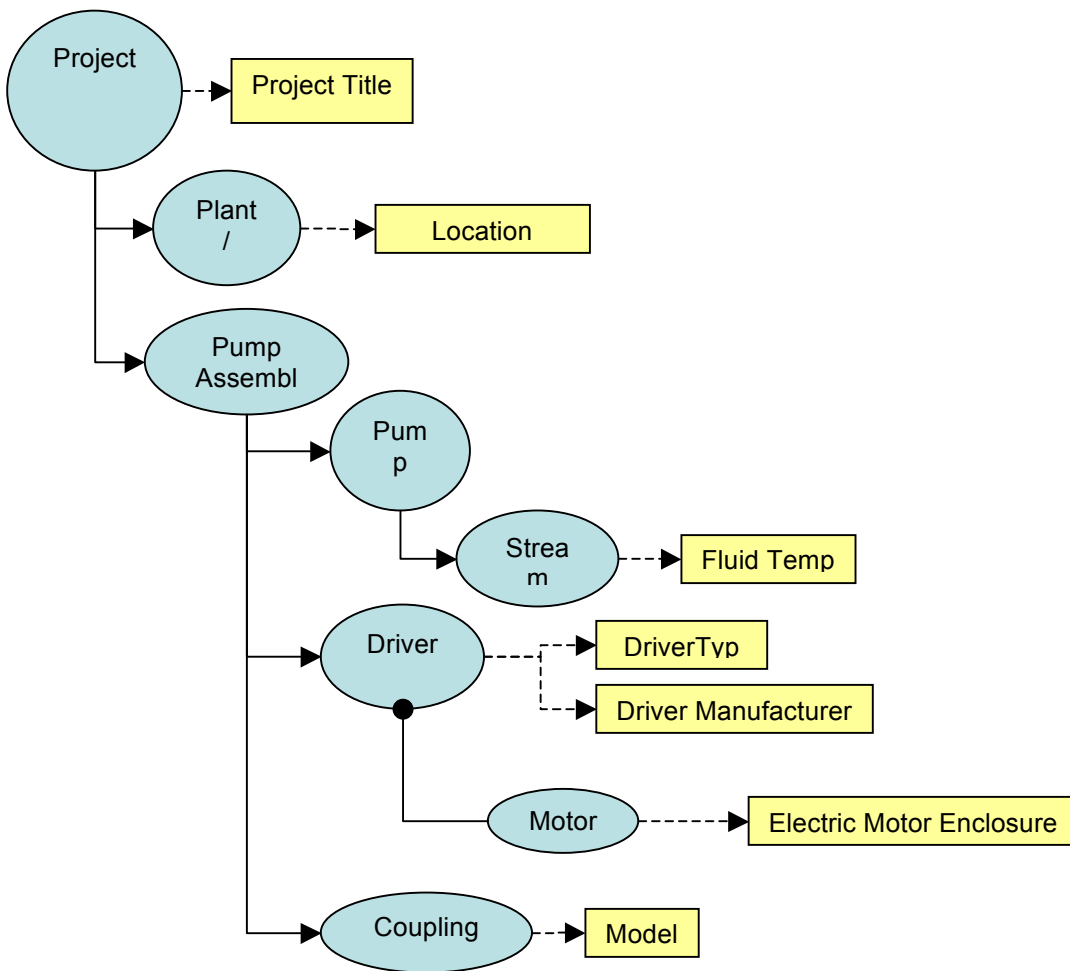 Project
Project Title
Plant
/
Location
Pump
Assembl
Pum
p
Strea
m
Fluid Temp
Driver
DriverTyp
Driver Manufacturer
Motor
Electric Motor Enclosure
Coupling
Model